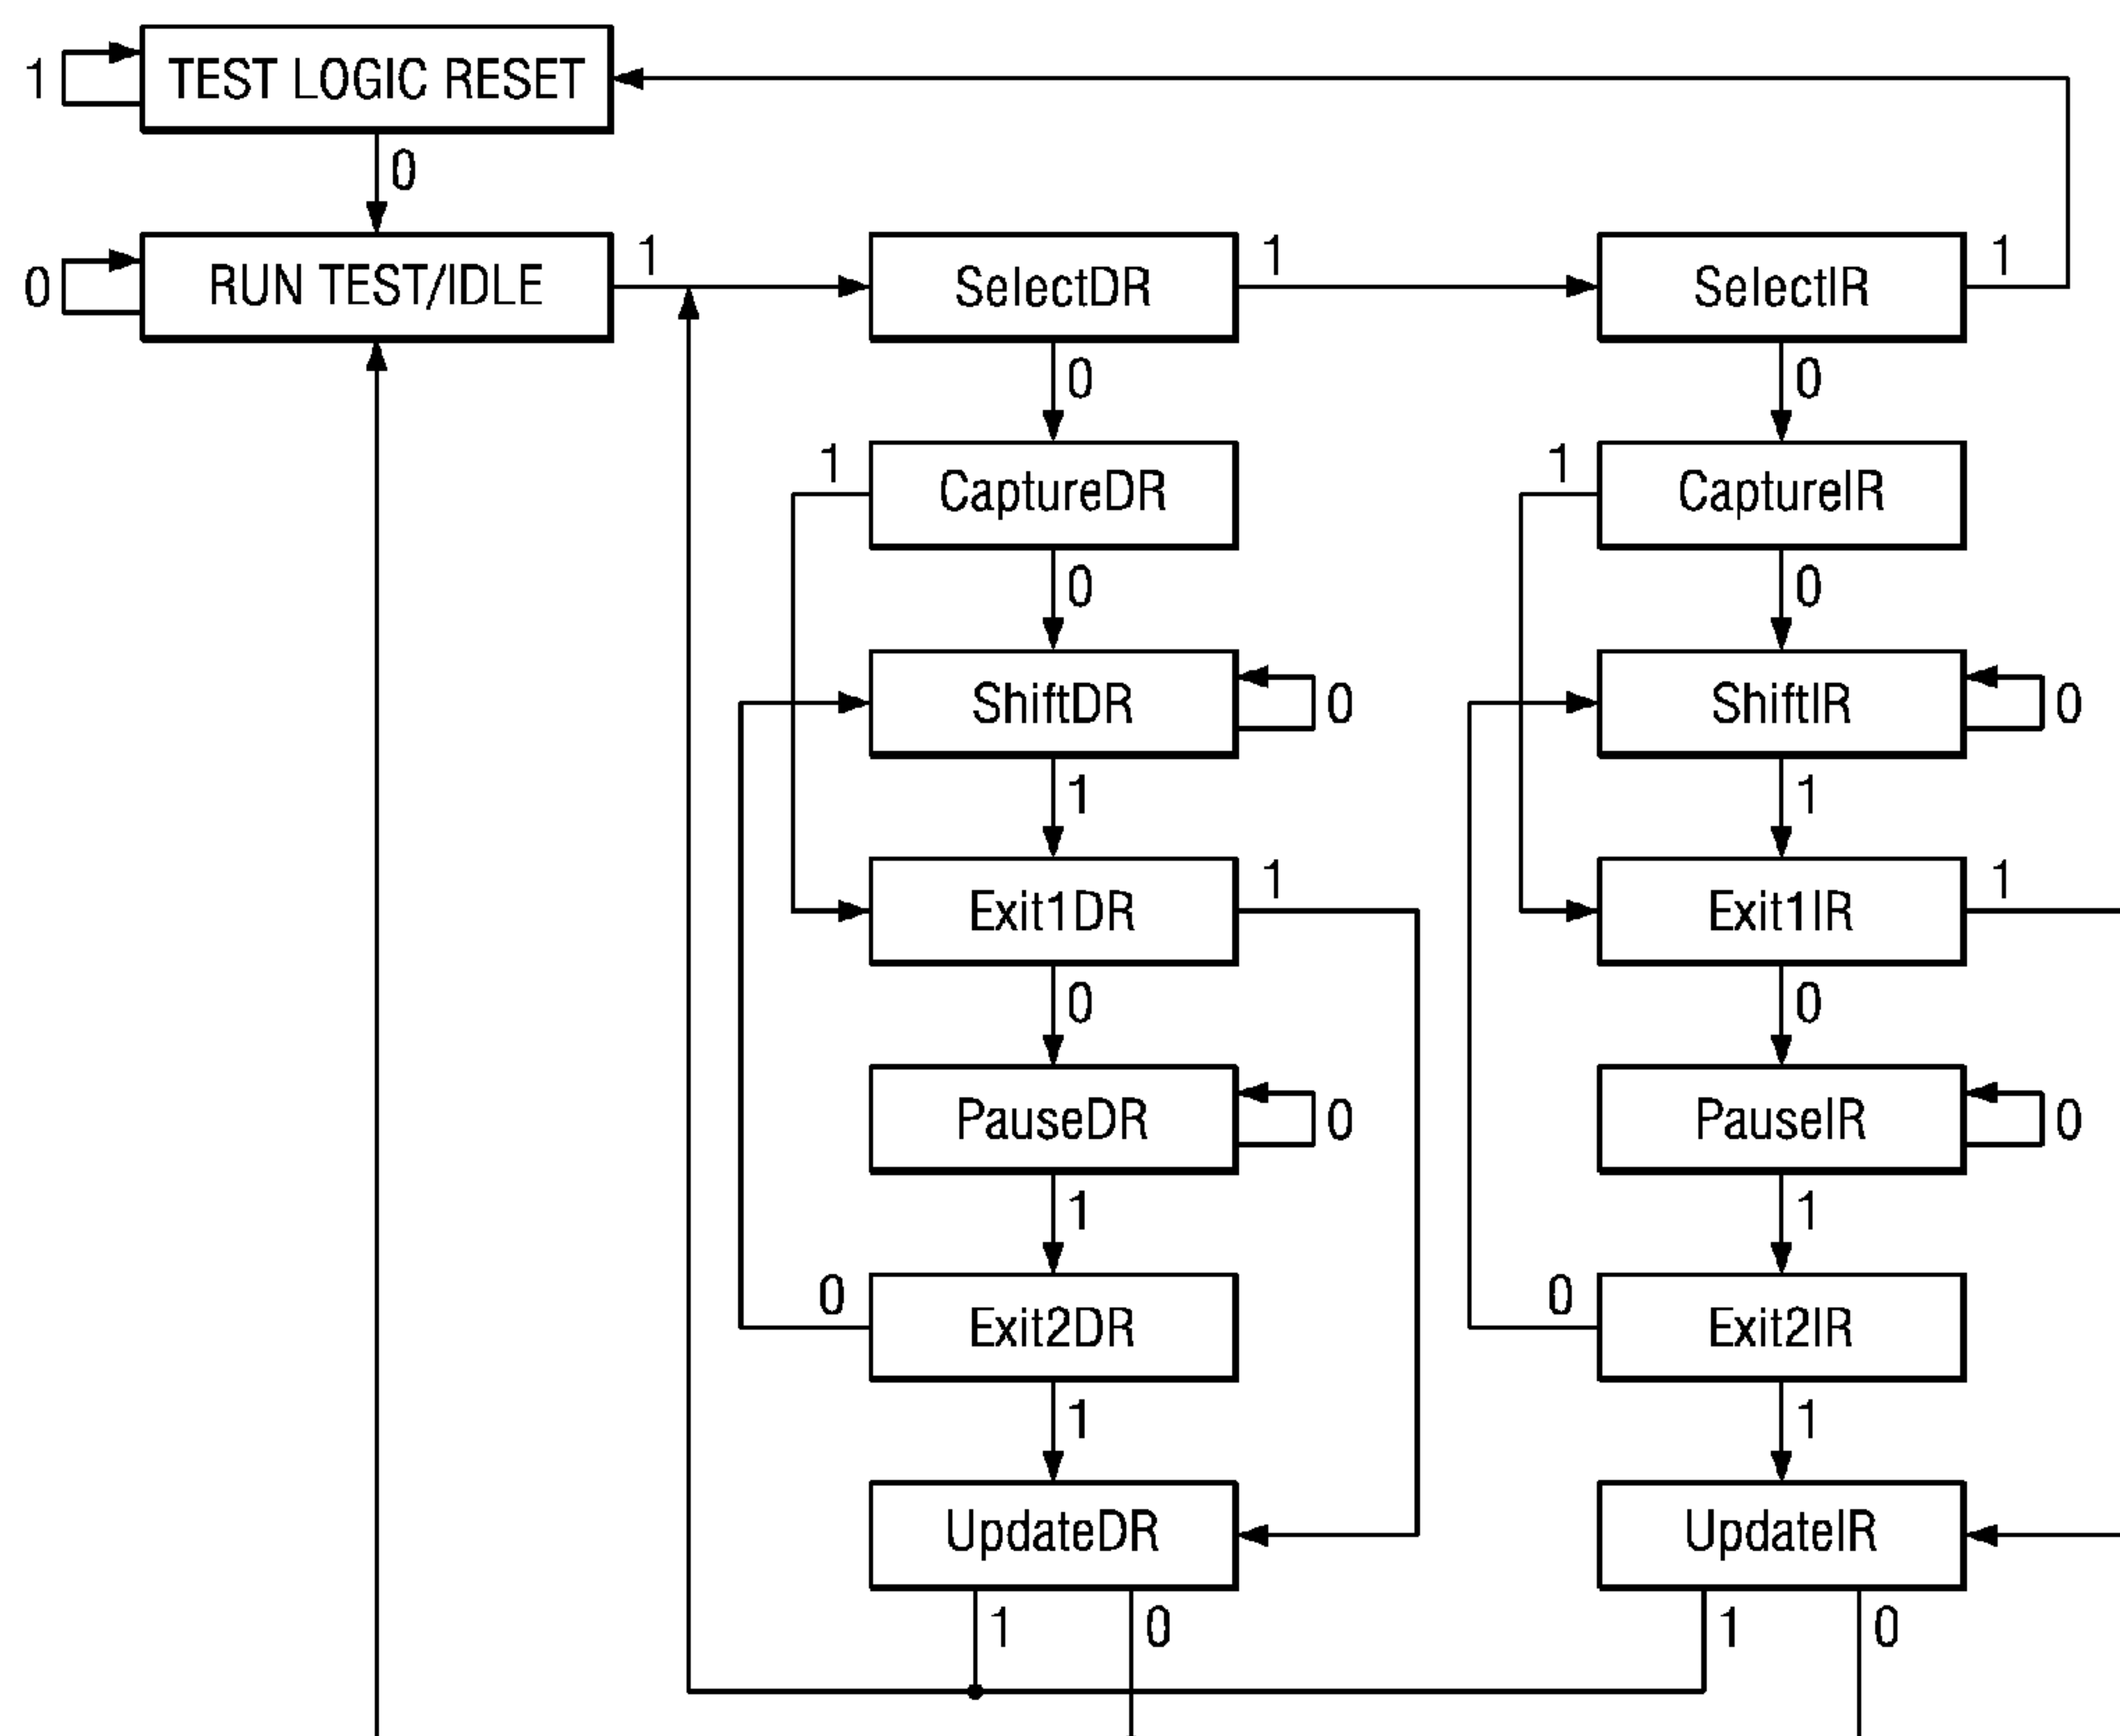 1 TEST LOGIC RESET
0
0 RUN TEST/IDLE 1 SelectDR 1 SelectIR 1
0 0
1 CaptureDR 1 CaptureIR
0 0
ShiftDR 0 ShiftIR 0
1 1
Exit1DR 1 Exit1IR 1
0 0
PauseDR 0 PauseIR 0
1 1
0 Exit2DR 0 Exit2IR
1 1
UpdateDR UpdateIR
1 0 1 0